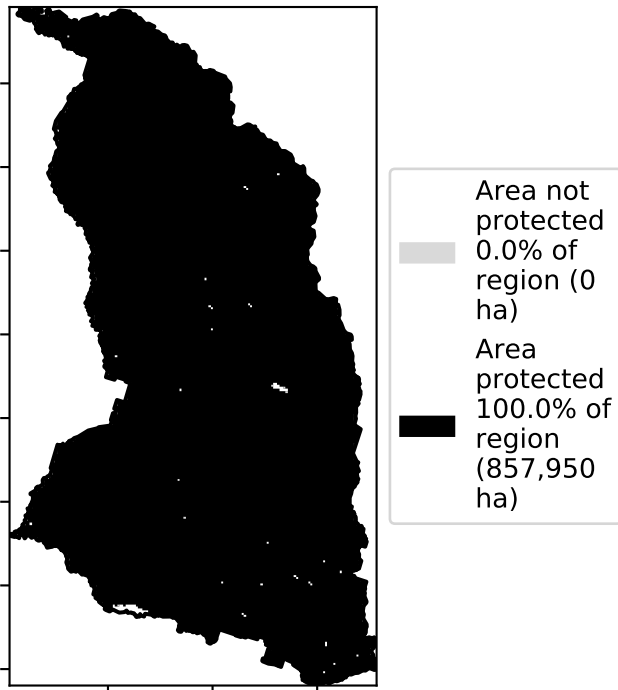 Area not
protected
0.0% of
region (0
ha)
Area
protected
100.0% of
region
(857,950
ha)